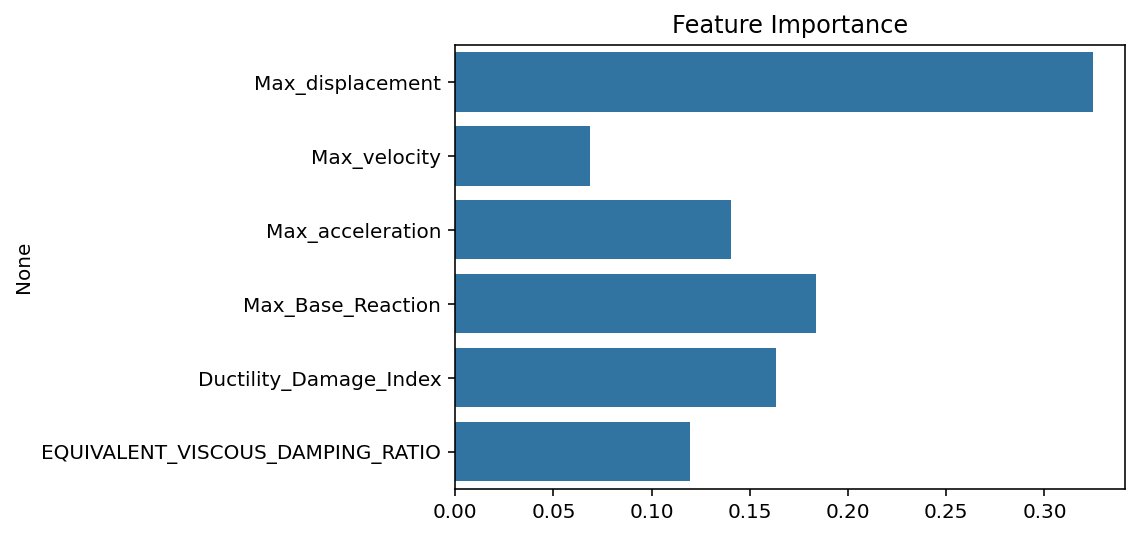 Feature Importance
Max_displacement
Max_velocity
Max_acceleration
Max_Base_Reaction
Ductility_Damage_Index
EQUIVALENT_VISCOUS_DAMPING_RATIO
None
0.00 0.05 0.10 0.15 0.20 0.25 0.30